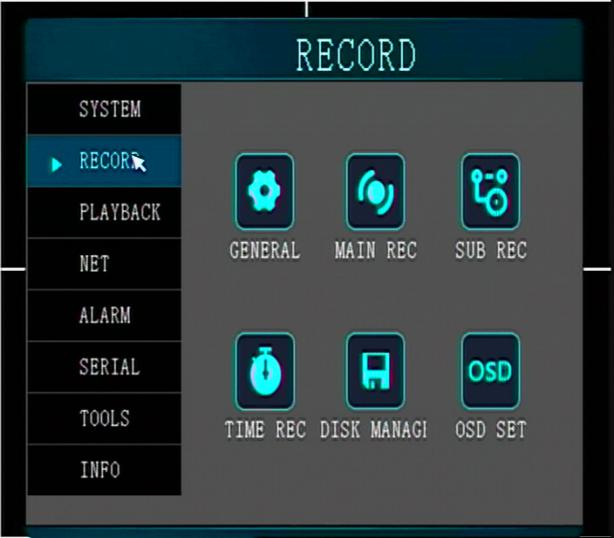 RECORD
SYSTEM
RECORD
PLAYBACK
NET
ALARM
SERIAL
TOOLS
INFO
GENERAL
MAIN REC
SUB REC
TIME REC
DISK MANAGI
OSD
OSD SET